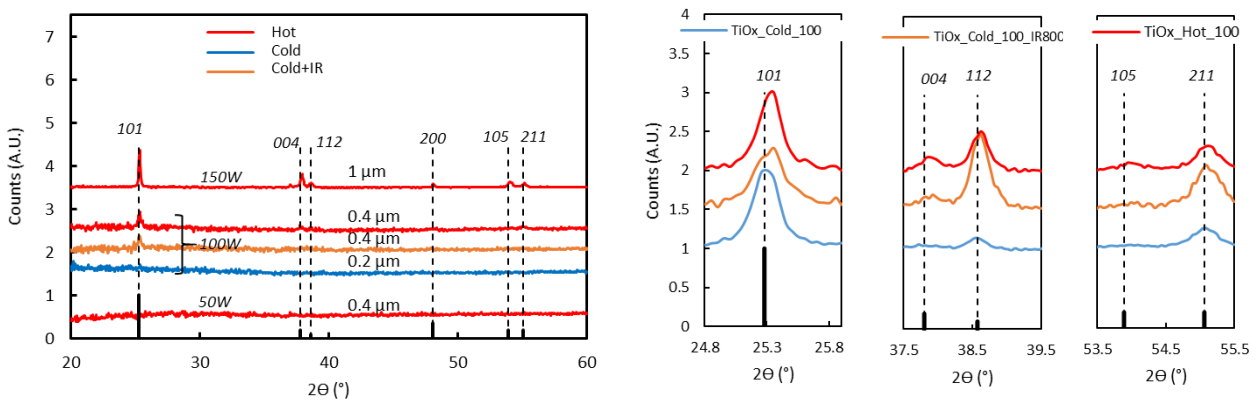 Hot
Cold
Cold+IR
Counts (A.U.)
7
6
5
4
3
2
1
0
101
004
112
200
105
211
150W
1 µm
0.4 µm
100W
0.4 µm
0.2 µm
50W
0.4 µm
20
30
40
50
60
2Θ (°)
Counts (A.U.)
4
3.5
3
2.5
2
1.5
1
0.5
0
TiOx_Cold_100
101
24.8
25.3
25.8
2Θ (°)
TiOx_Cold_100_IR800
004
112
37.5
38.5
39.5
2Θ (°)
TiOx_Hot_100
105
211
53.5
54.5
55.5
2Θ (°)